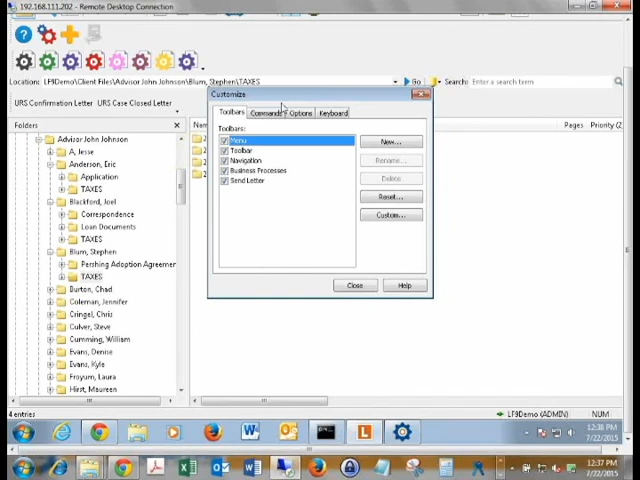 192.168.111.202 - Remote Desktop Connection
Location: LF9Demo\Client Files\Advisor John Johnson\Blum, Stephen\TAXES
Go
Search: Enter a search term
URS Confirmation Letter URS Case Closed Letter
Folders
Nam
Pages Priority (Z
Advisor John Johnson
A, Jesse
Anderson, Eric
Application
TAXES
Blackford, Joel
Correspondence
Loan Documents
TAXES
Blum, Stephen
Pershing Adoption Agreemen
TAXES
Burton, Chad
Coleman, Jennifer
Cringel, Chris
Culver, Steve
Cumming, William
Evans, Denise
Evans, Kyle
Froyum, Laura
Hirst, Maureen
Customize
Toolbars Commands Options Keyboard
Toolbars:
Menu
Toolbar
Navigation
Business Processes
Send Letter
New...
Rename...
Delete
Reset...
Custom...
Close Help
4 entries
LF9Demo (ADMIN) NUM
12:38 PM
7/22/2015
12:37 PM
7/22/2015